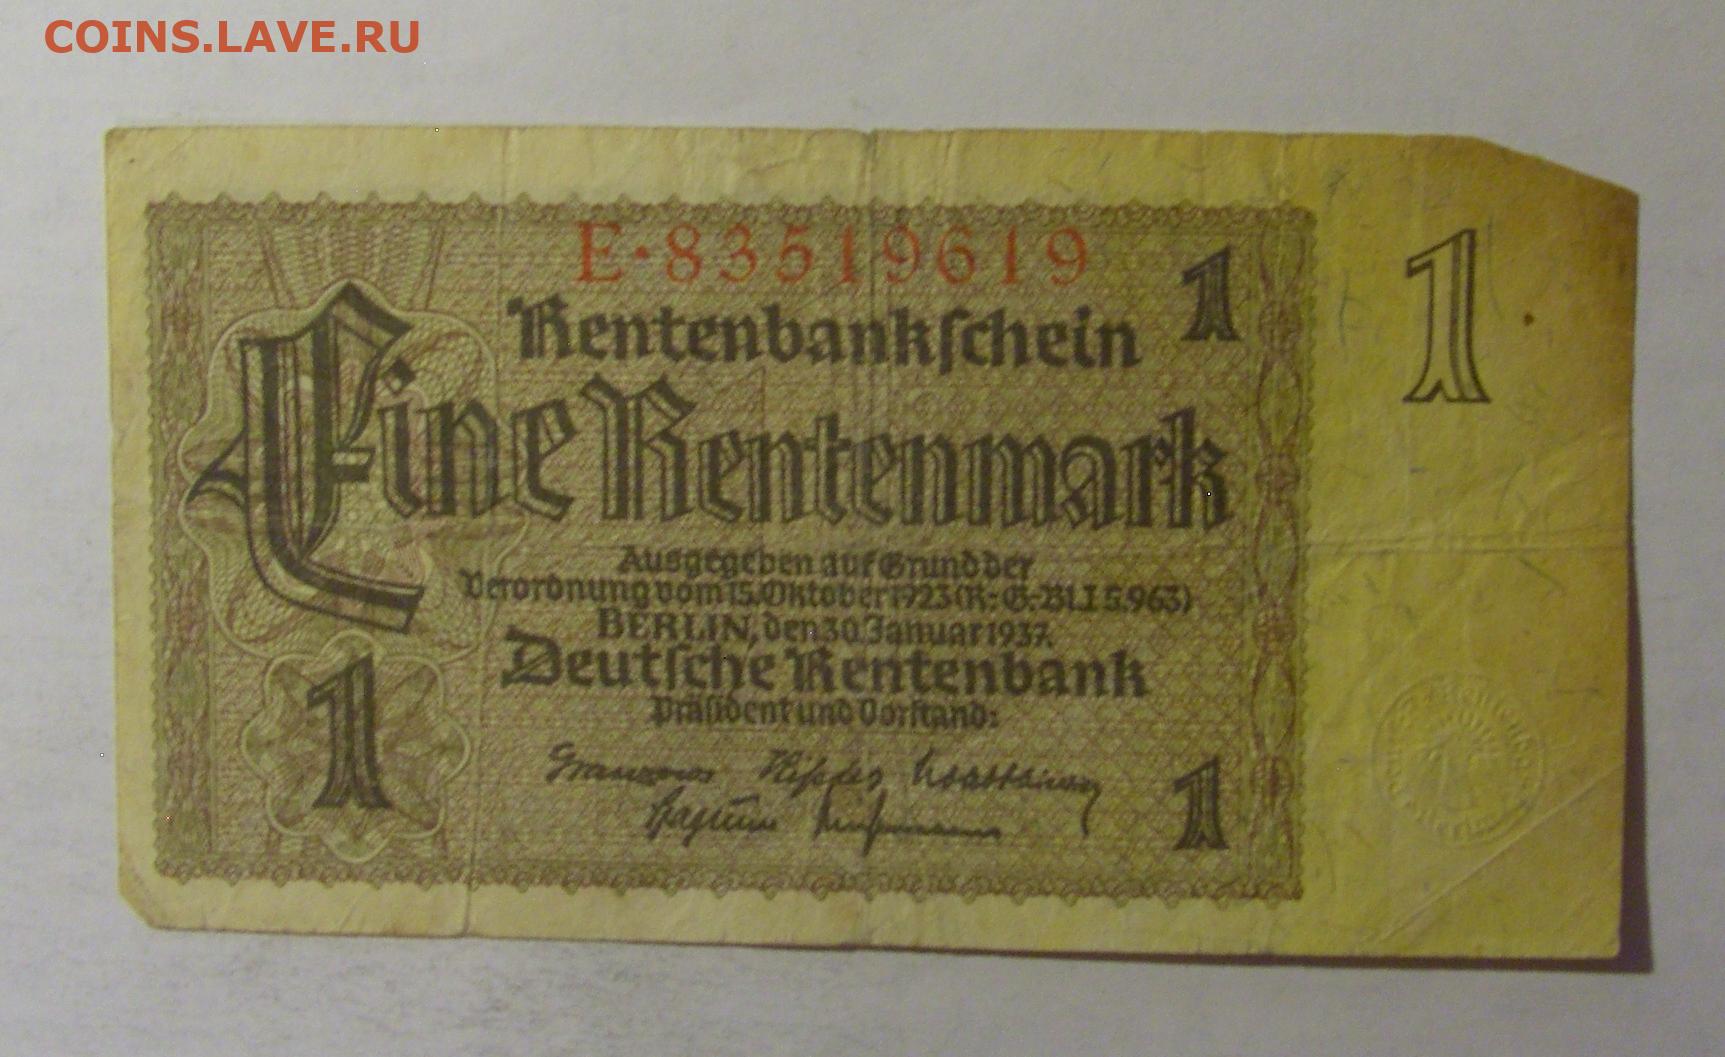 COINS.LAVE.RU
E·83519619
Rentenbankschein
1
1
Eine Rentenmark
Ausgegeben auf Grund der
Verordnung vom 15. Oktober 1923 (R.-G.-Bl. I S. 963)
BERLIN, den 30. Januar 1937.
Deutsche Rentenbank
1
Präsident und Vorstand:
1